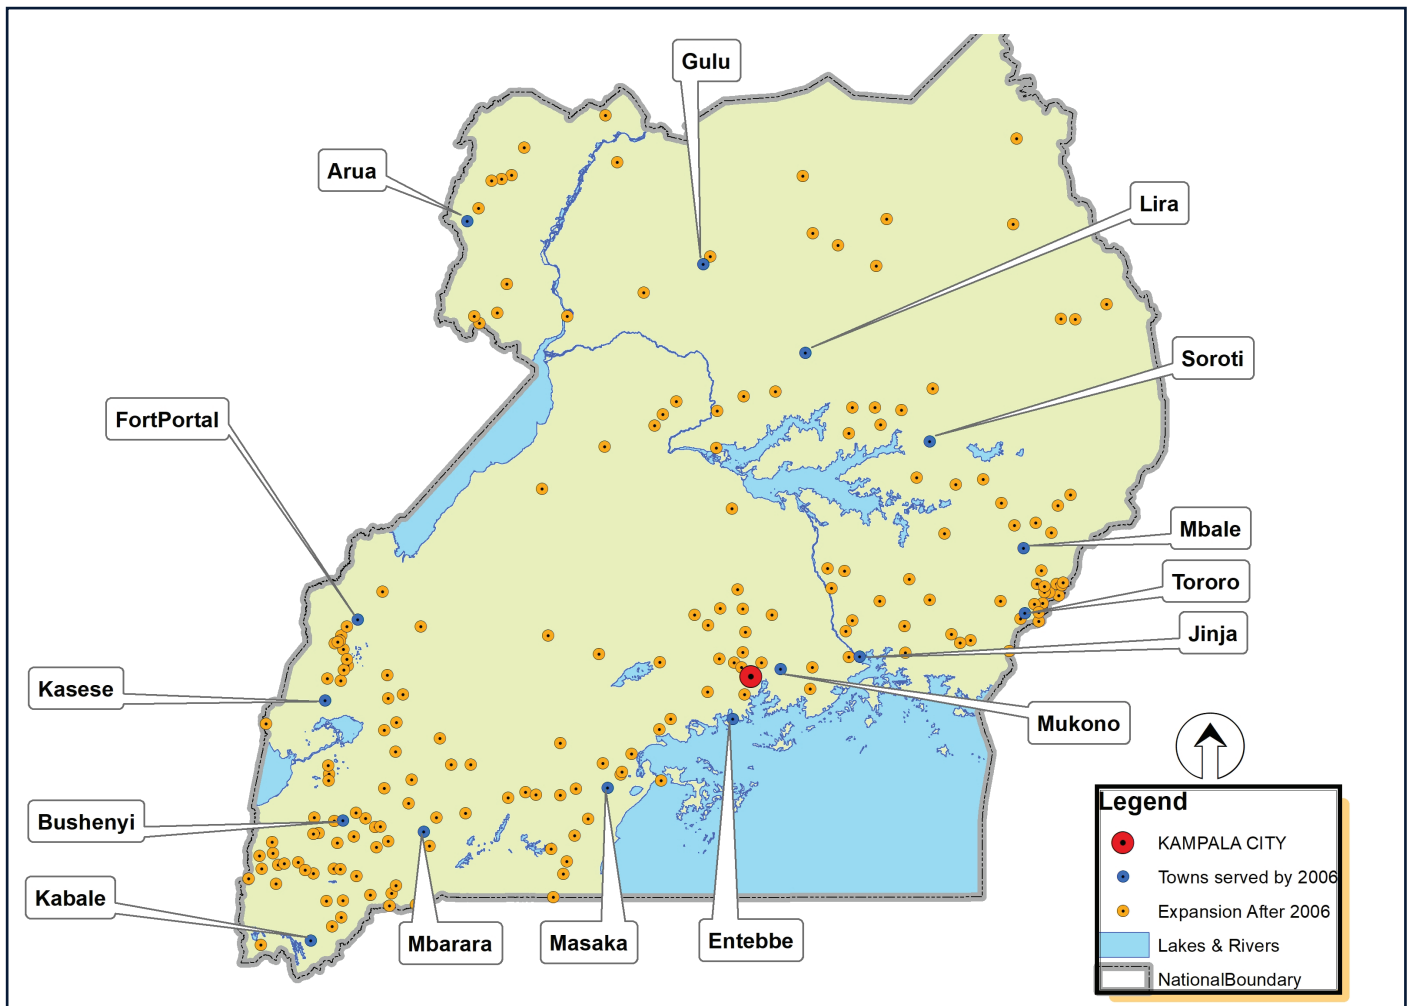 Gulu
Arua
Lira
Soroti
FortPortal
Mbale
Tororo
Jinja
Kasese
Mukono
Bushenyi
Kabale
Mbarara
Masaka
Entebbe
Legend
KAMPALA CITY
Towns served by 2006
Expansion After 2006
Lakes & Rivers
NationalBoundary